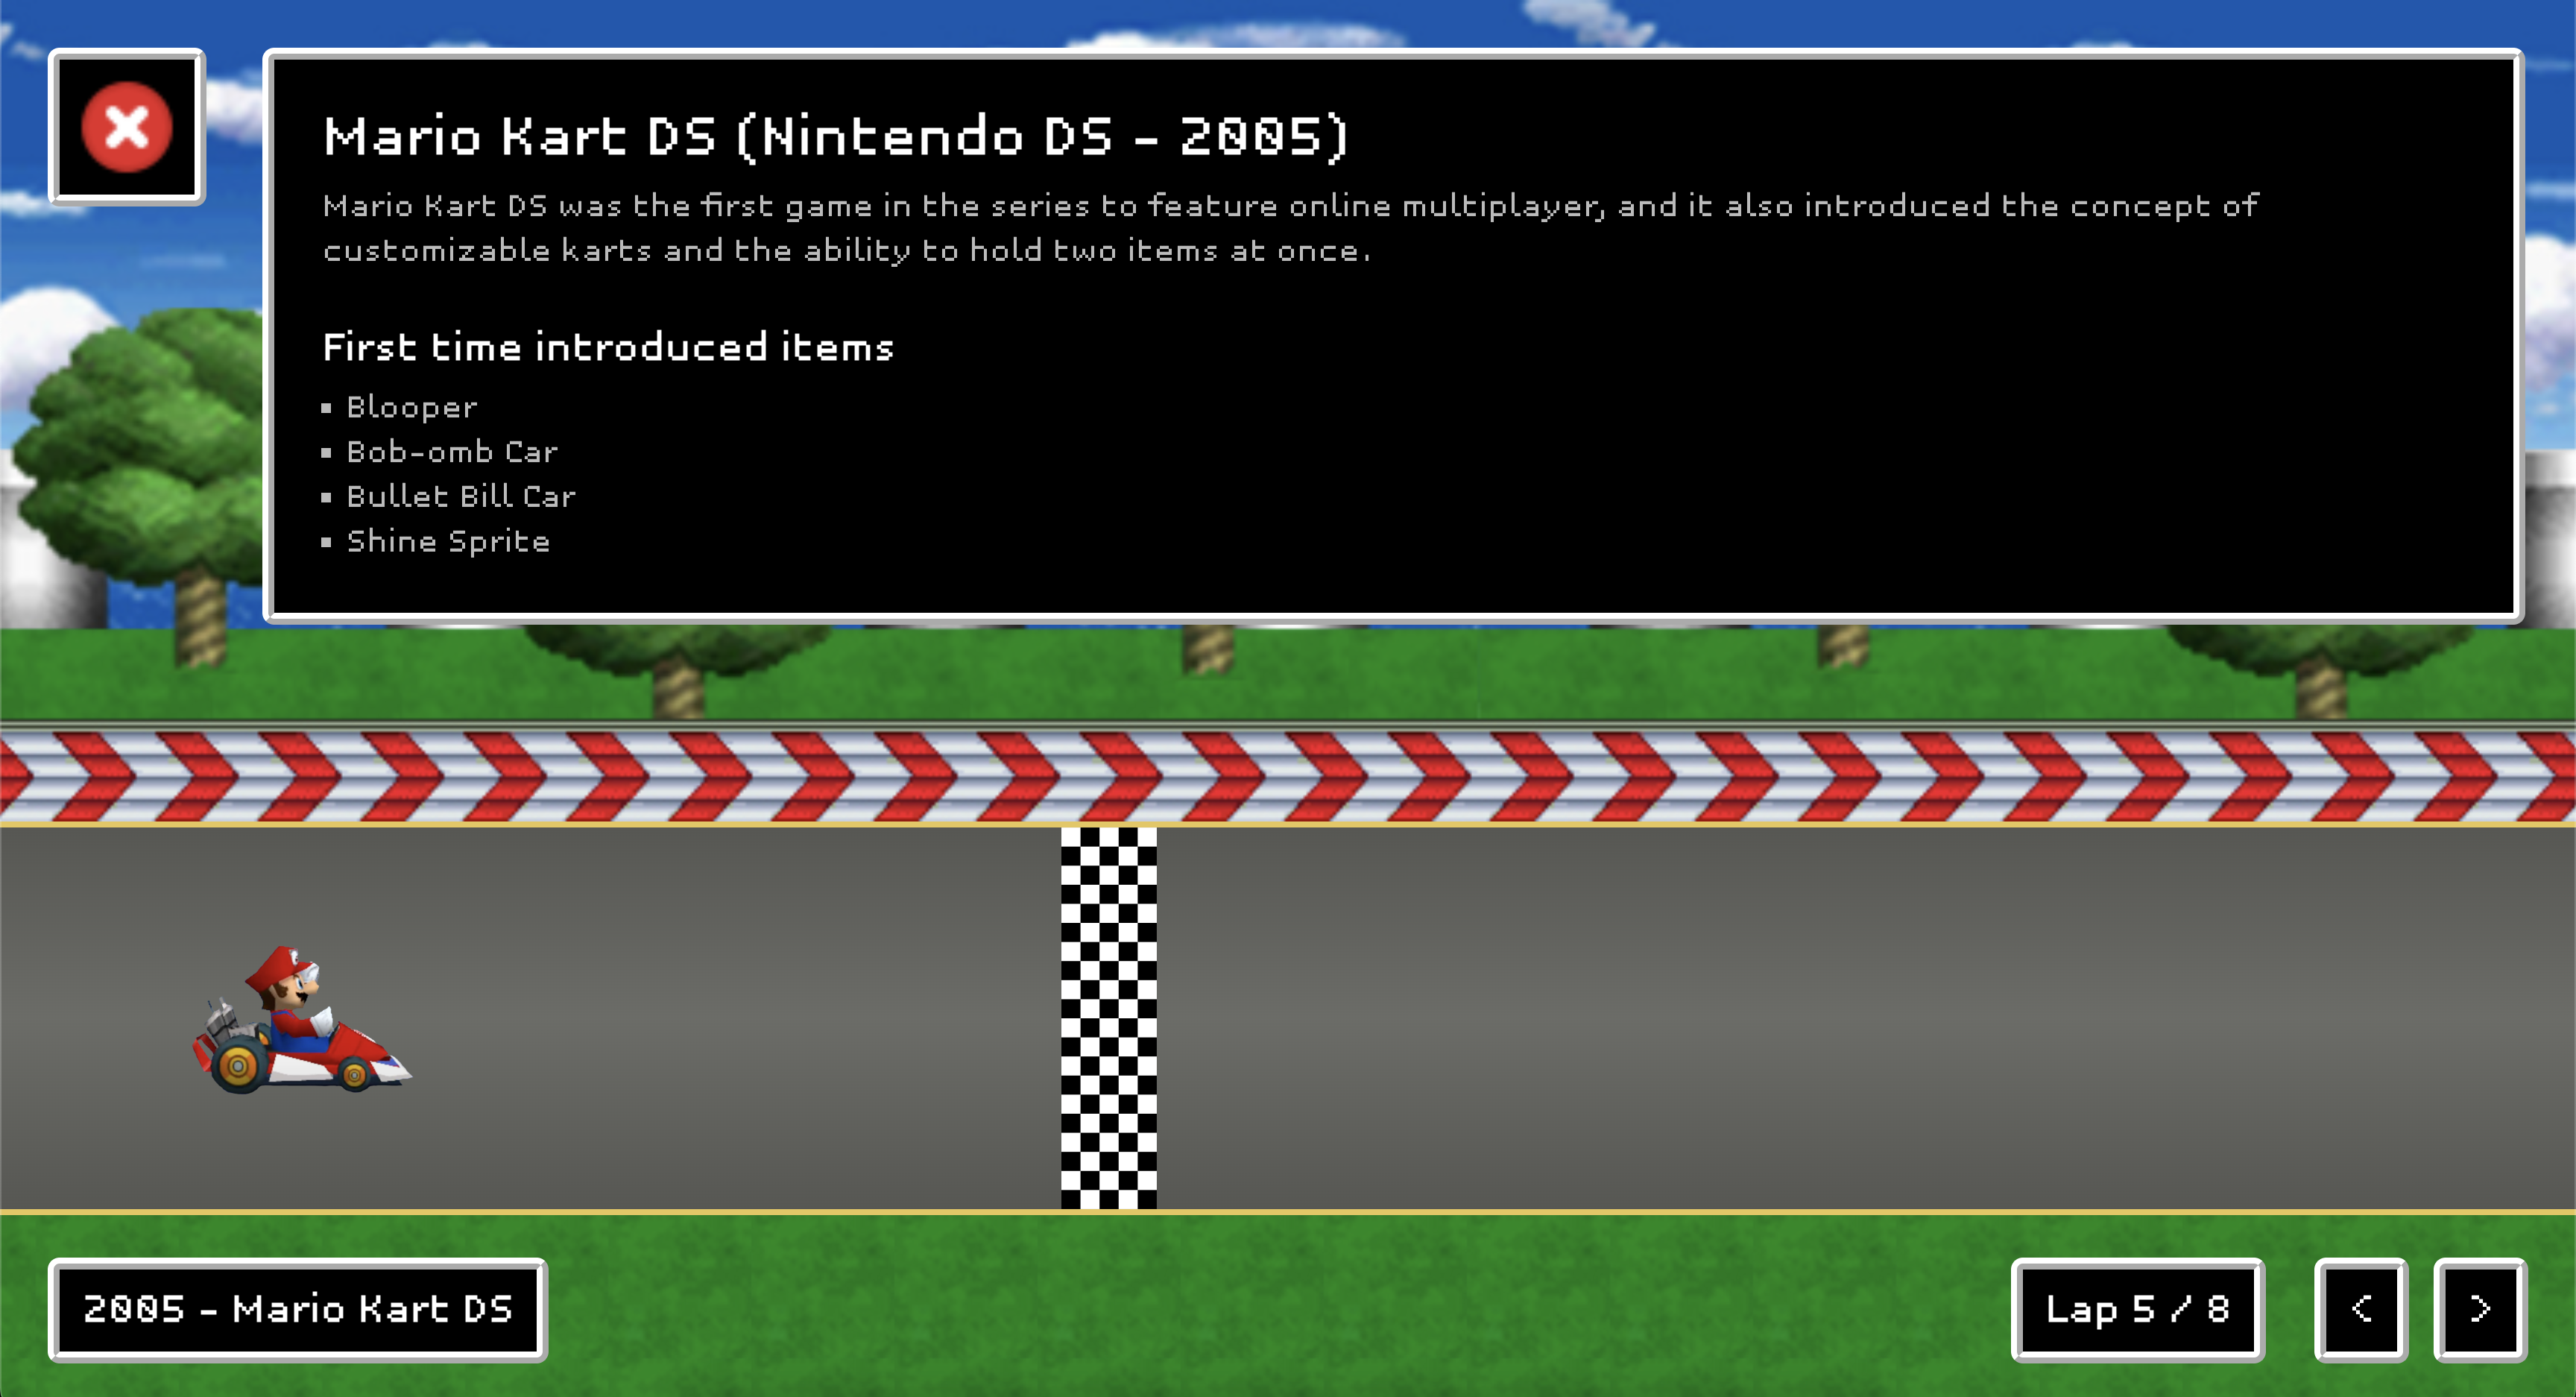 Mario Kart DS (Nintendo DS - 2005)
Mario Kart DS was the first game in the series to feature online multiplayer, and it also introduced the concept of
customizable karts and the ability to hold two items at once.
First time introduced items
▪ Blooper
▪ Bob-omb Car
▪ Bullet Bill Car
▪ Shine Sprite
2005 - Mario Kart DS
Lap 5 / 8
<
>